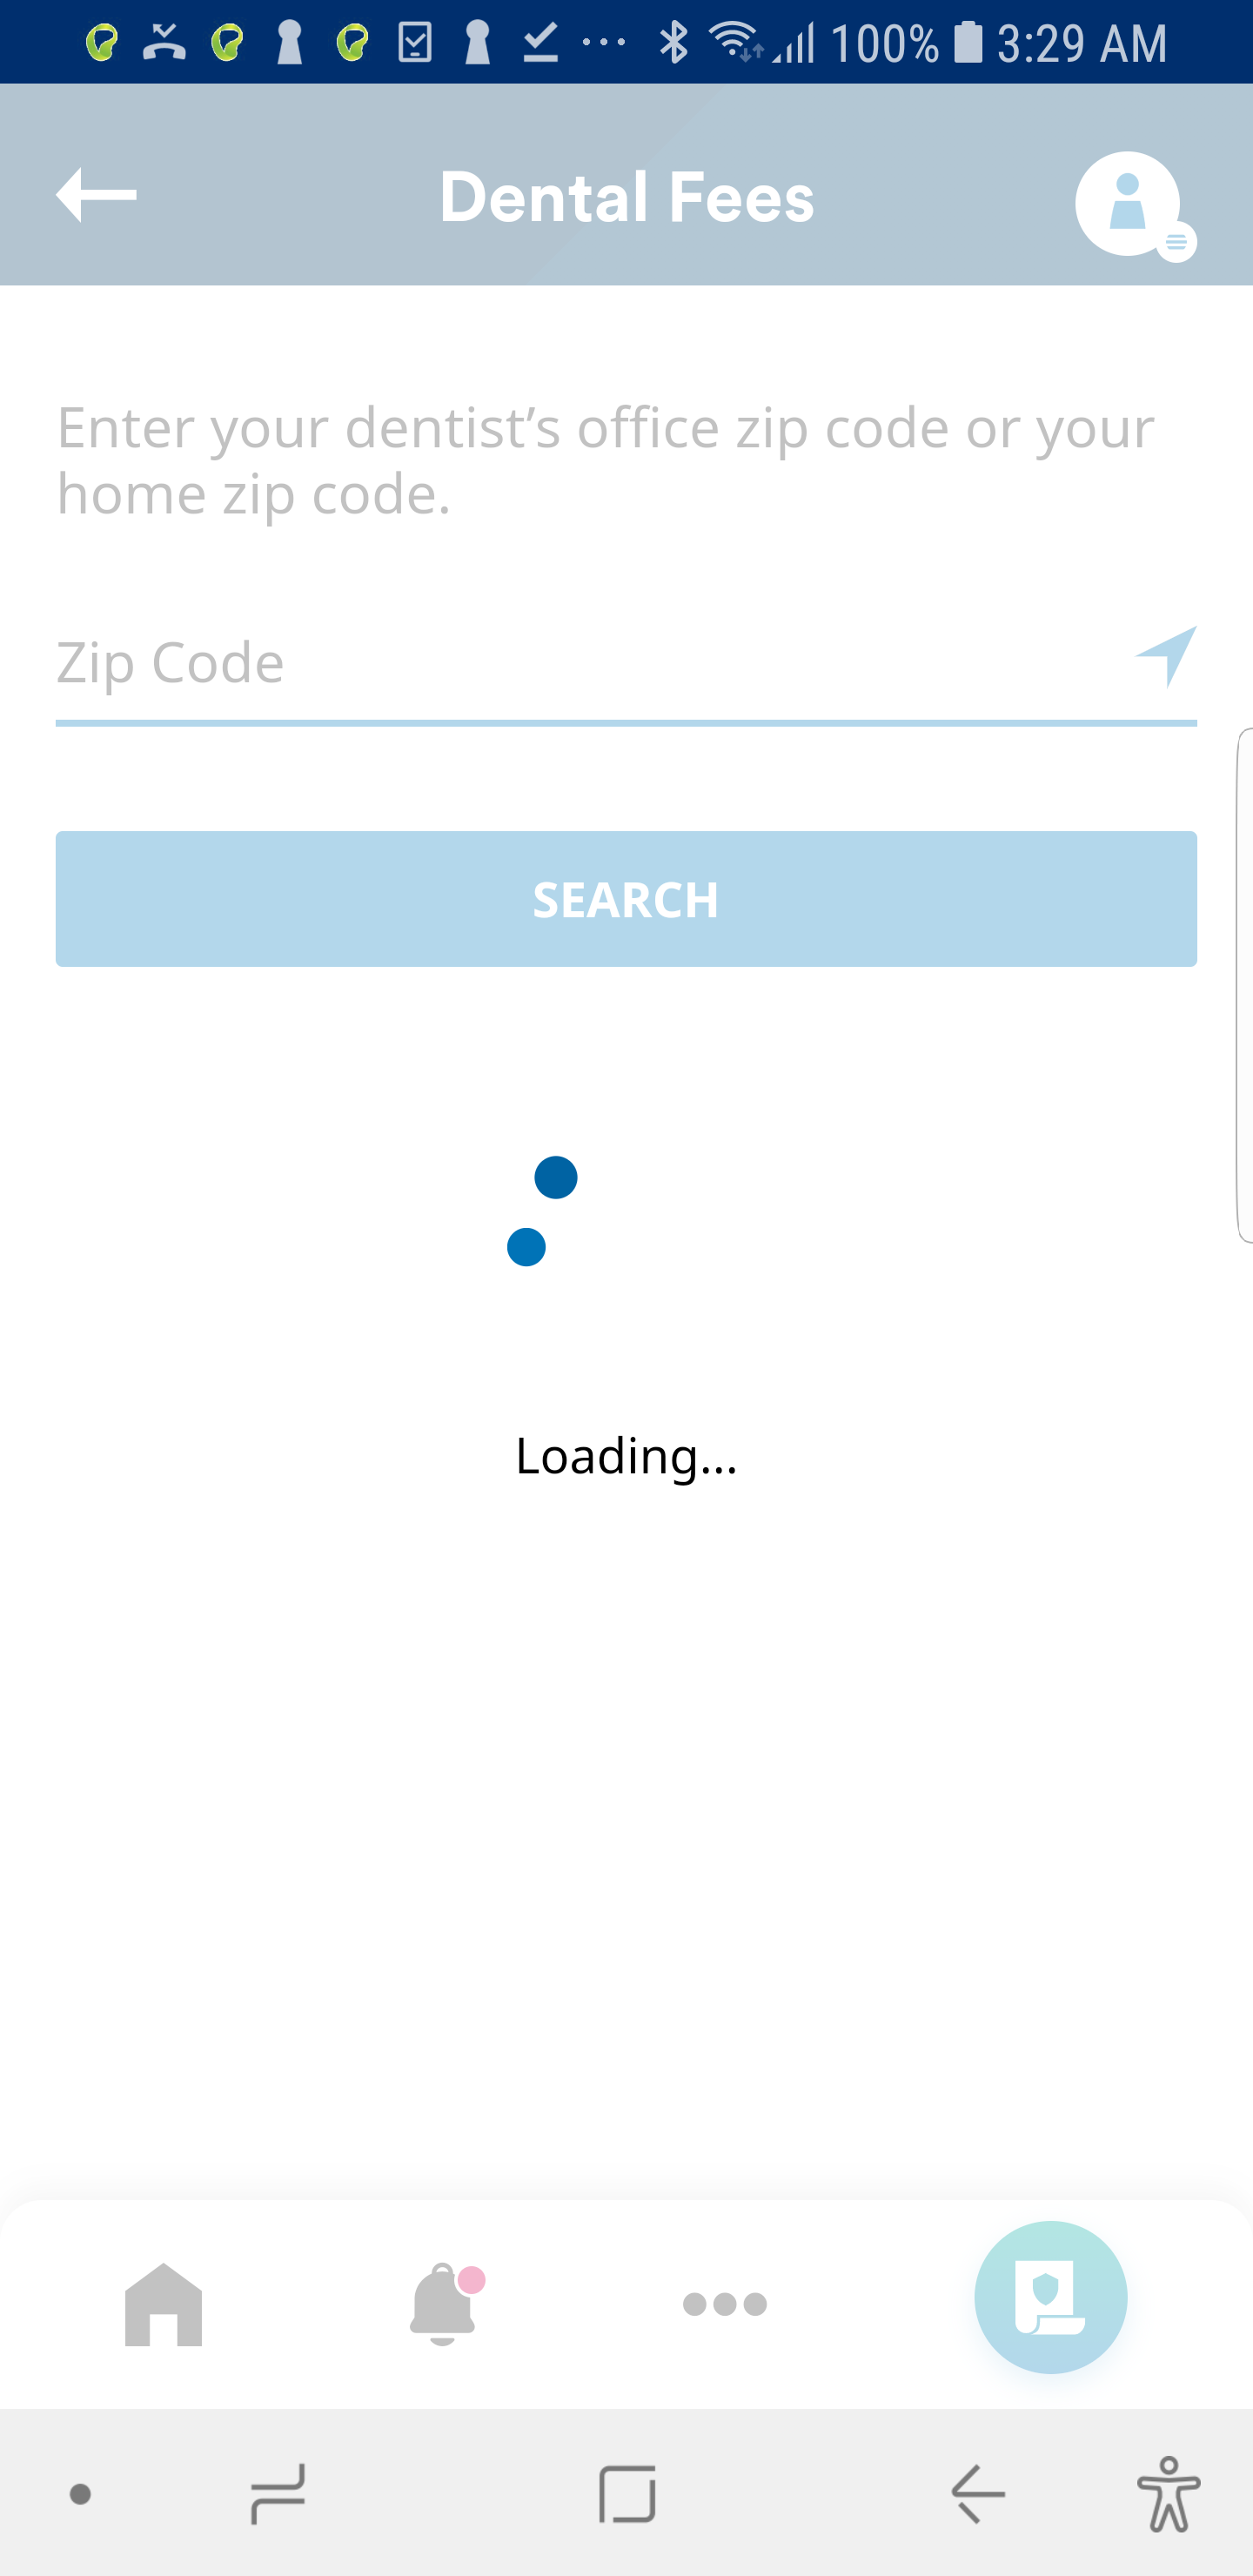 100% 3:29 AM
Dental Fees
Enter your dentist’s office zip code or your
home zip code.
Zip Code
SEARCH
Loading...